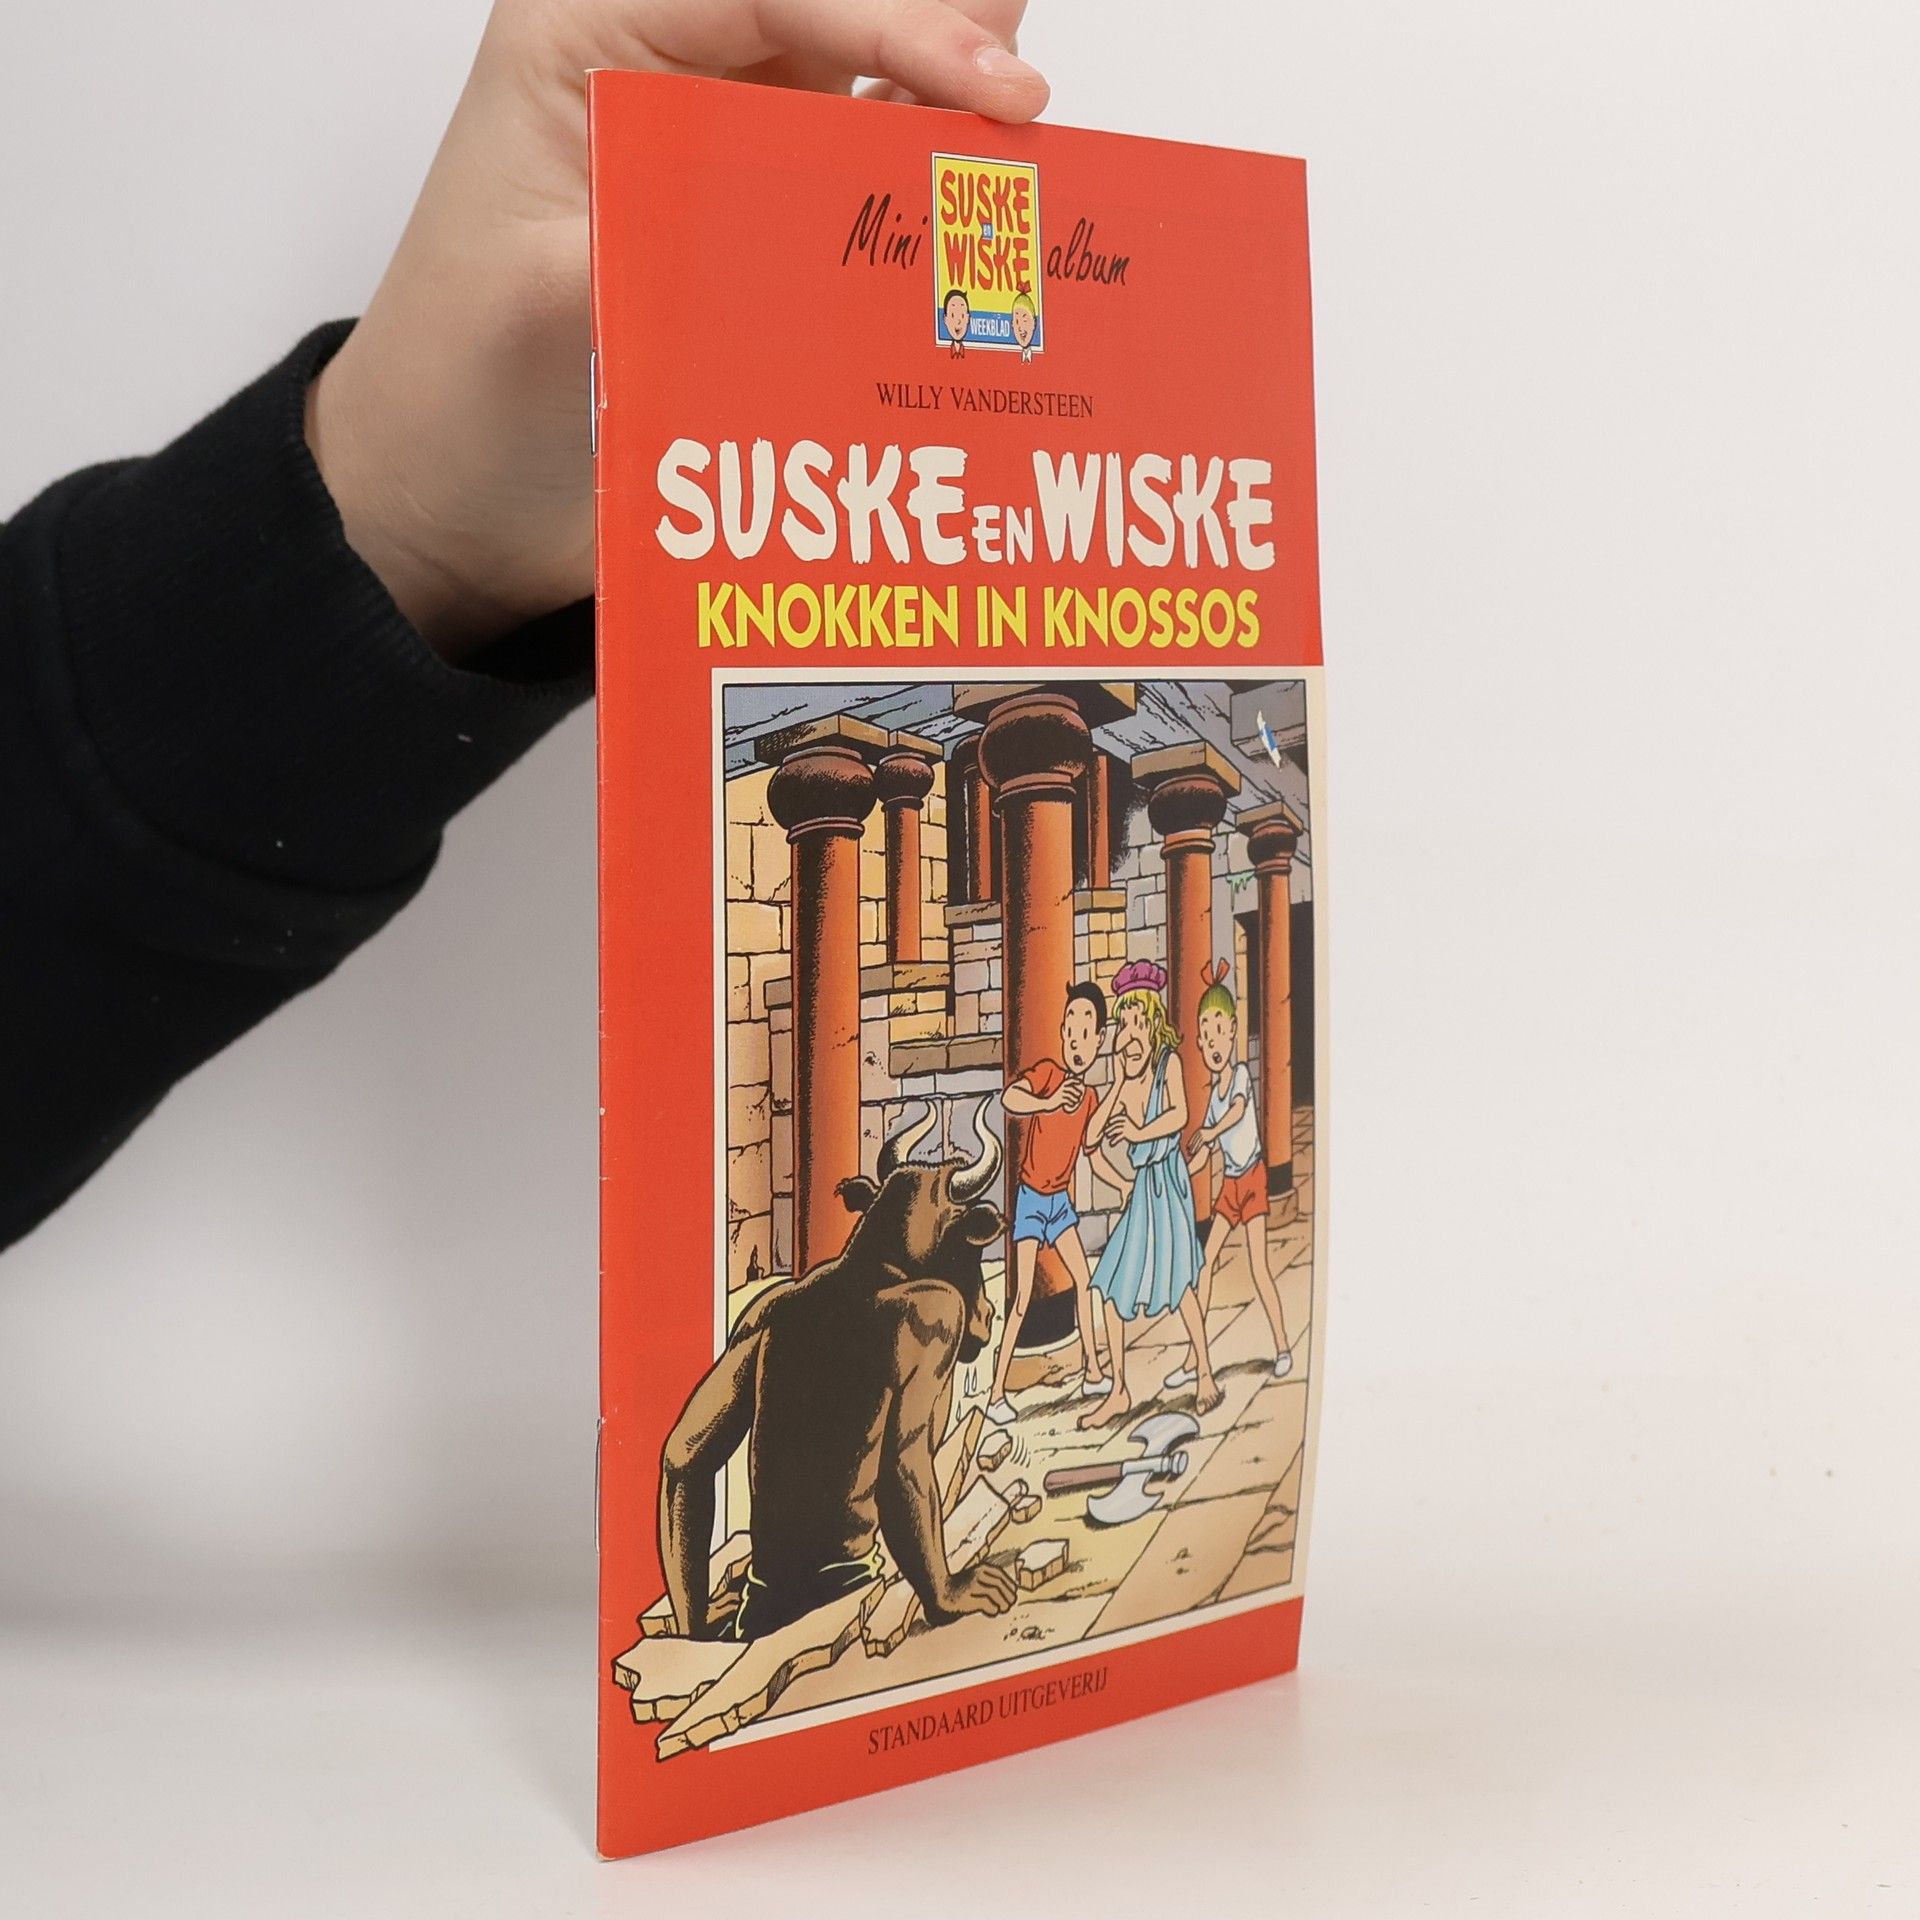 Mini SUSKE en WISKE WEEKBLAD album
WILLY VANDERSTEEN
SUSKE EN WISKE
KNOKKEN IN KNOSSOS
STANDAARD UITGEVERIJ